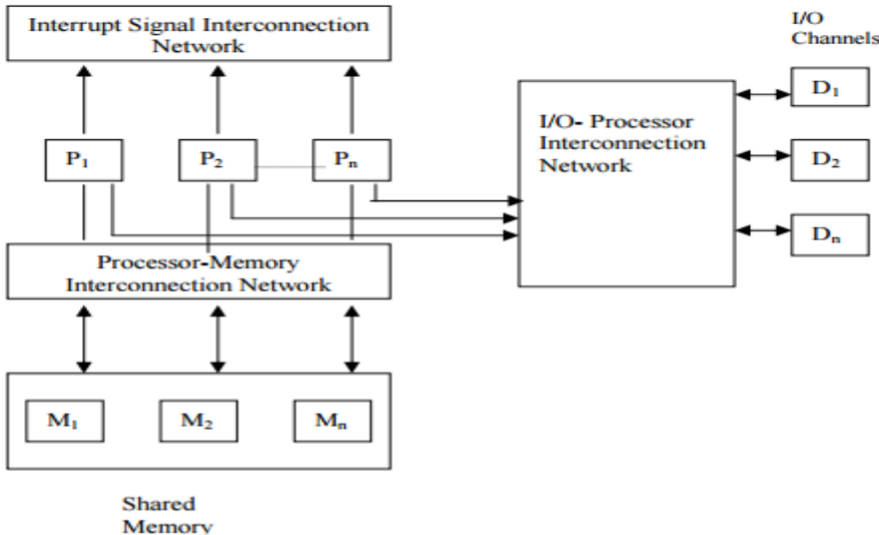 Interrupt Signal Interconnection
Network
I/O
Channels
P₁
P₂
Pₙ
I/O- Processor
Interconnection
Network
D₁
D₂
Dₙ
Processor-Memory
Interconnection Network
M₁
M₂
Mₙ
Shared
Memory